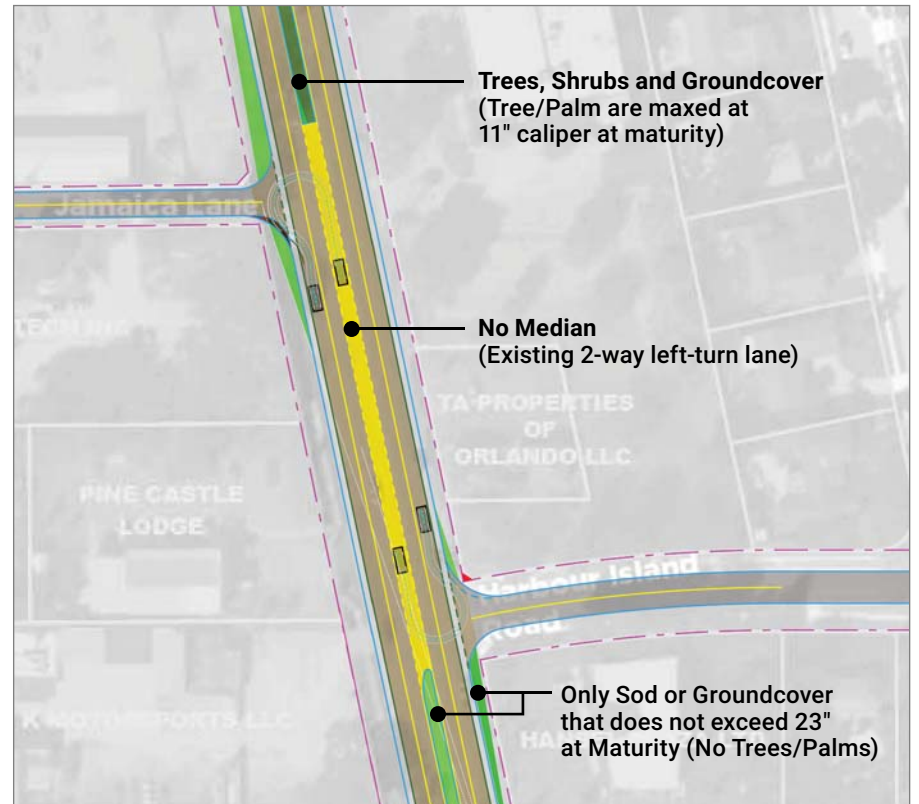 Trees, Shrubs and Groundcover
(Tree/Palm are maxed at
11" caliper at maturity)
Jamaica Lane
No Median
(Existing 2-way left-turn lane)
TA-PROPERTIES
OF
ORLANDO LLC
PINE CASTLE
LODGE
Harbour Island
Road
Only Sod or Groundcover
that does not exceed 23"
at Maturity (No Trees/Palms)
K MOTORSPORTS LLC